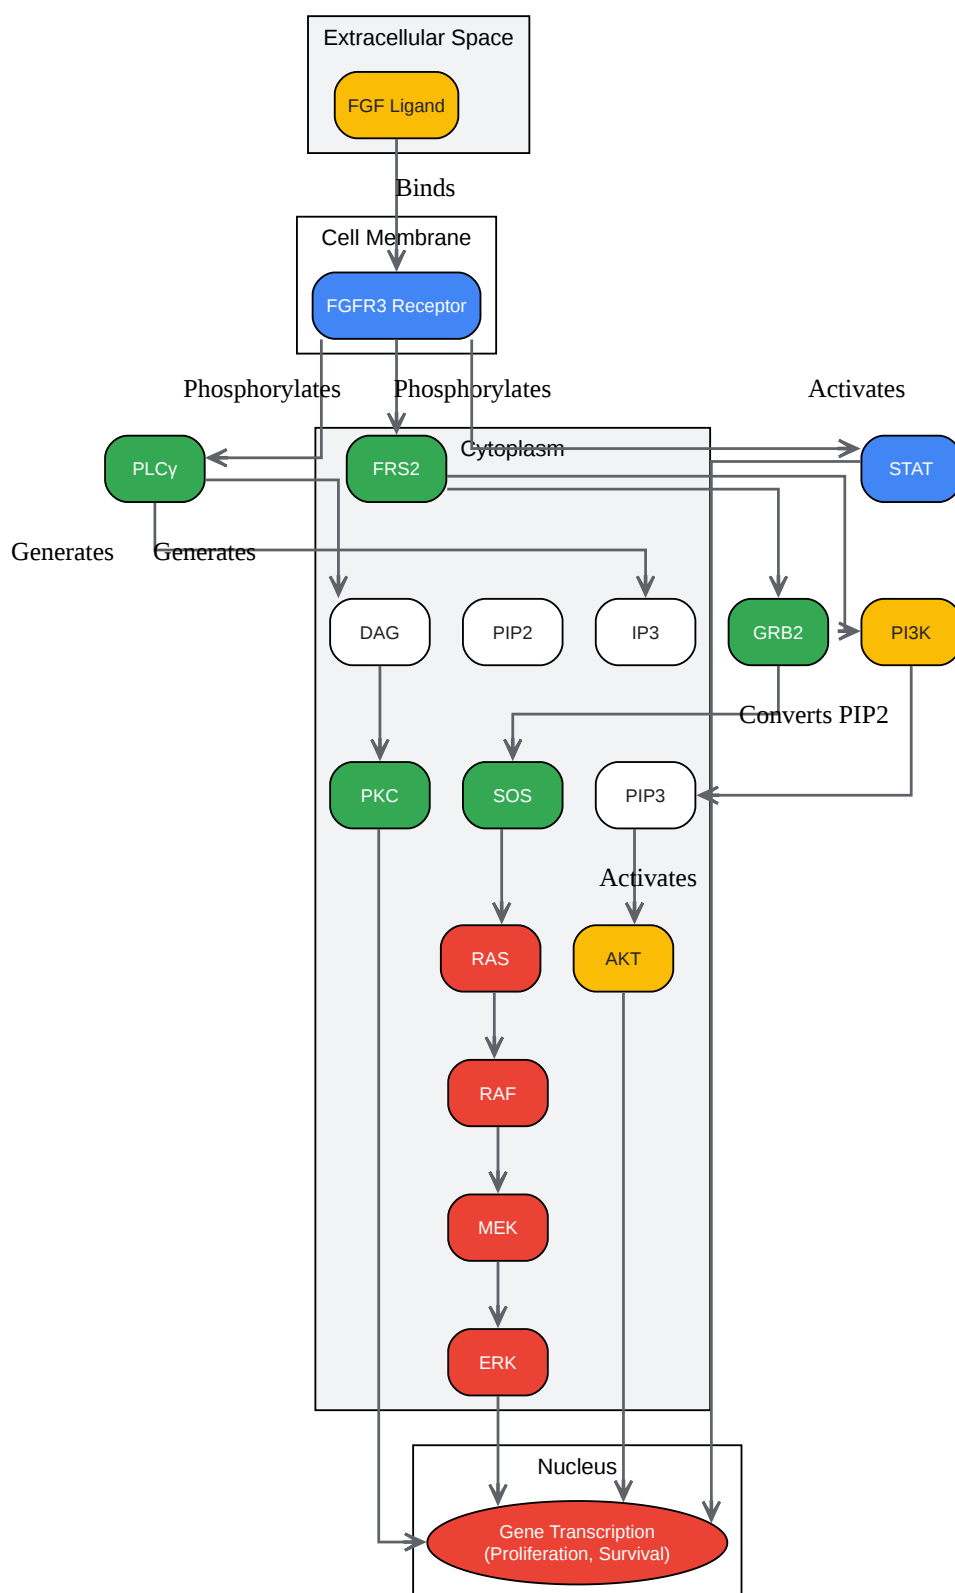 Extracellular Space
FGF Ligand
Binds
Cell Membrane
FGFR3 Receptor
Phosphorylates
Phosphorylates
Activates
Cytoplasm
PLCγ
FRS2
STAT
Generates
Generates
DAG
PIP2
IP3
GRB2
PI3K
Converts PIP2
PKC
SOS
PIP3
Activates
RAS
AKT
RAF
MEK
ERK
Nucleus
Gene Transcription
(Proliferation, Survival)